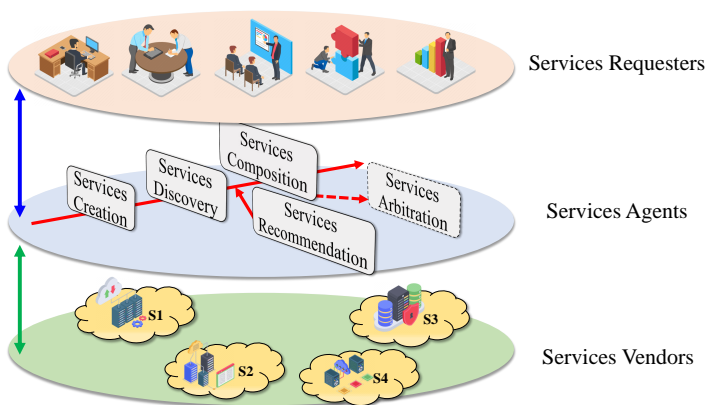 Services Requesters
Services
Composition
Services
Discovery
Services
Creation
Services
Arbitration
Services
Recommendation
Services Agents
S1
S3
S2
S4
Services Vendors